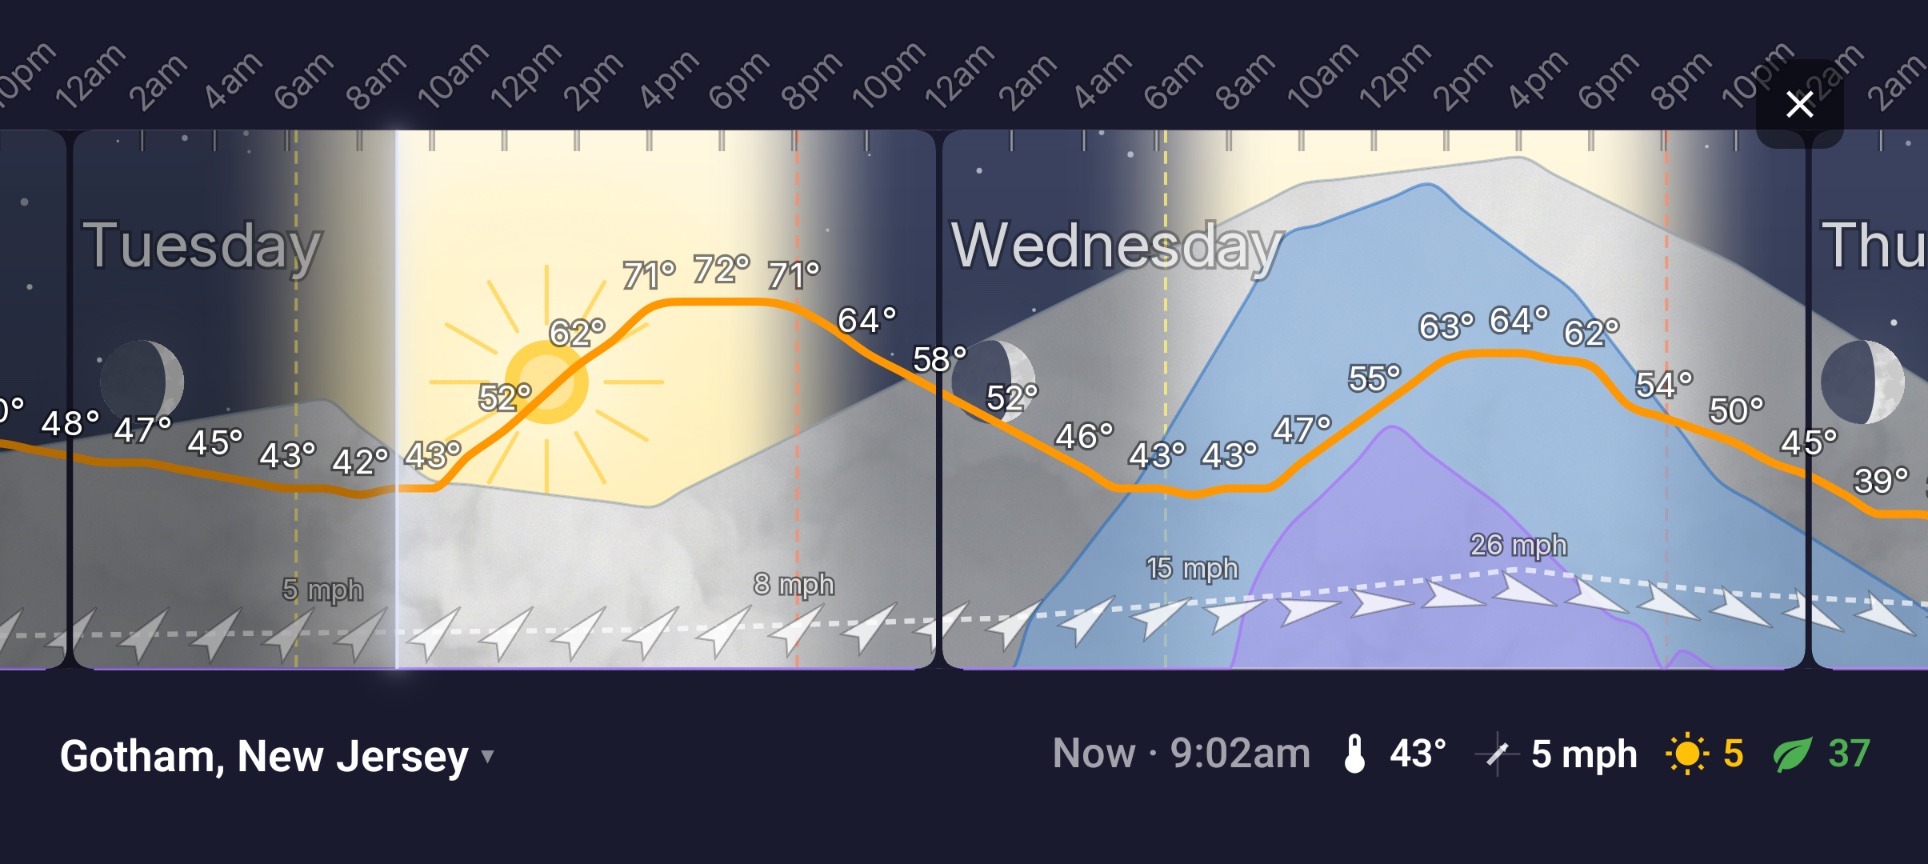 0pm 12am 2am 4am 6am 8am 10am 12pm 2pm 4pm 6pm 8pm 10pm 12am 2am 4am 6am 8am 10am 12pm 2pm 4pm 6pm 8pm 10pm 12am 2am
Tuesday Wednesday Thu
0° 48° 47° 45° 43° 42° 43° 52° 62° 71° 72° 71° 64° 58° 52° 46° 43° 43° 47° 55° 63° 64° 62° 54° 50° 45° 39°
5 mph 8 mph 15 mph 26 mph
Gotham, New Jersey ▾ Now · 9:02am 43° 5 mph 5 37